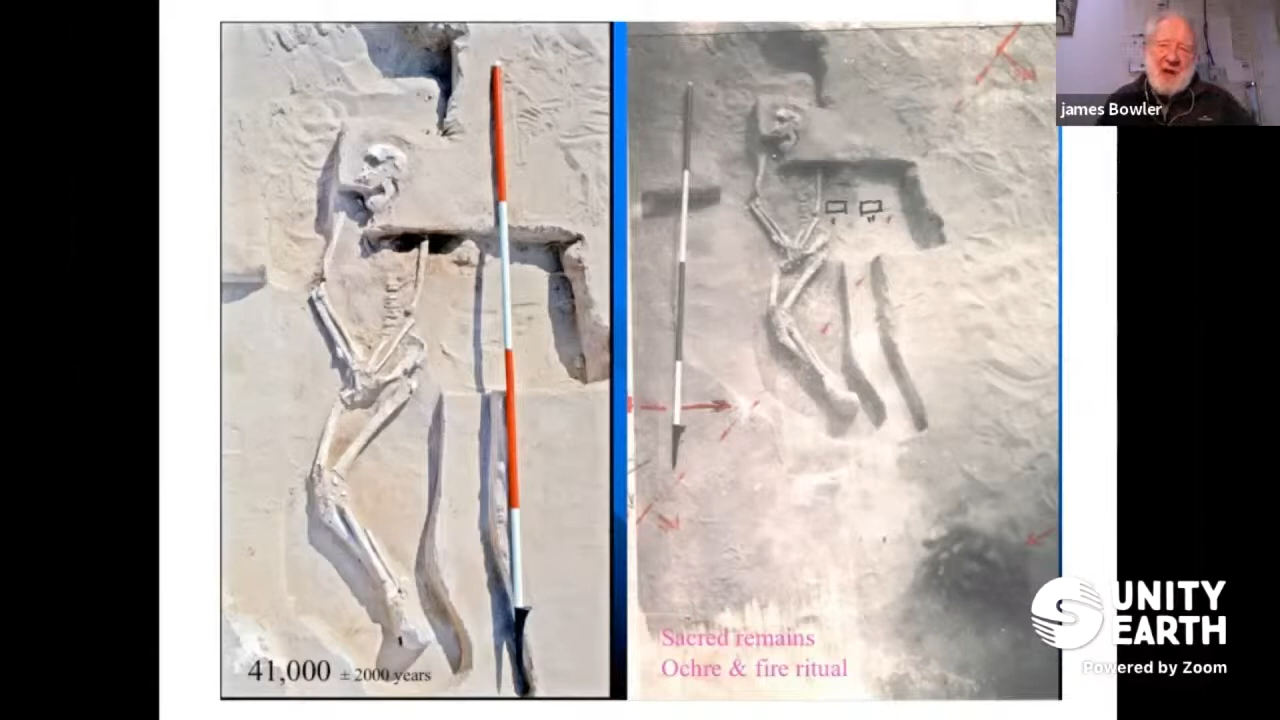 james Bowler
41,000 ± 2000 years
Sacred remains
Ochre & fire ritual
UNITY
EARTH
Powered by Zoom